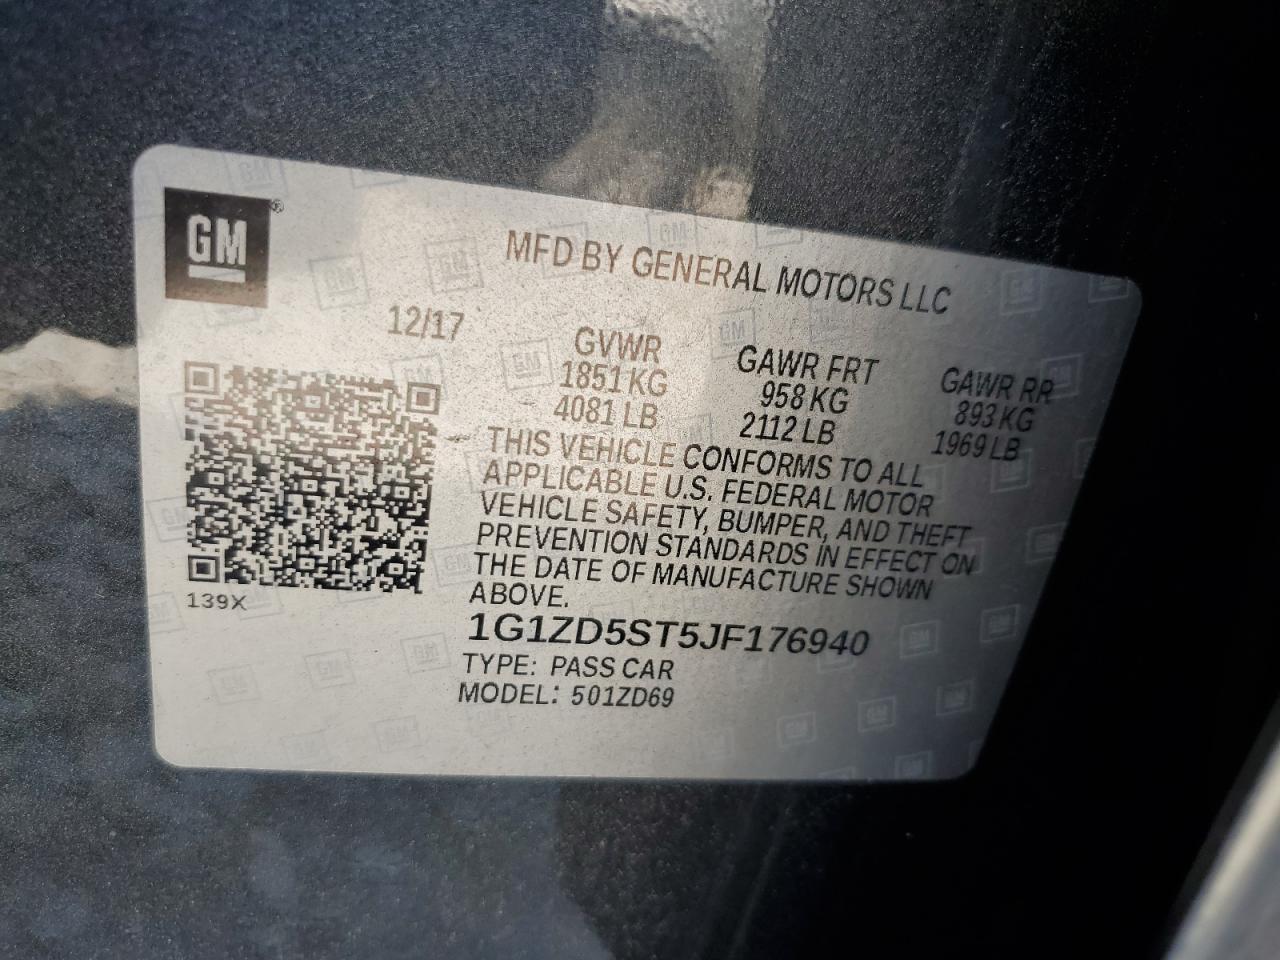 GM®
MFD BY GENERAL MOTORS LLC
12/17
GVWR
1851 KG
4081 LB
GAWR FRT
958 KG
2112 LB
GAWR RR
893 KG
1969 LB
THIS VEHICLE CONFORMS TO ALL
APPLICABLE U.S. FEDERAL MOTOR
VEHICLE SAFETY, BUMPER, AND THEFT
PREVENTION STANDARDS IN EFFECT ON
THE DATE OF MANUFACTURE SHOWN
ABOVE.
139X
1G1ZD5ST5JF176940
TYPE: PASS CAR
MODEL: 501ZD69